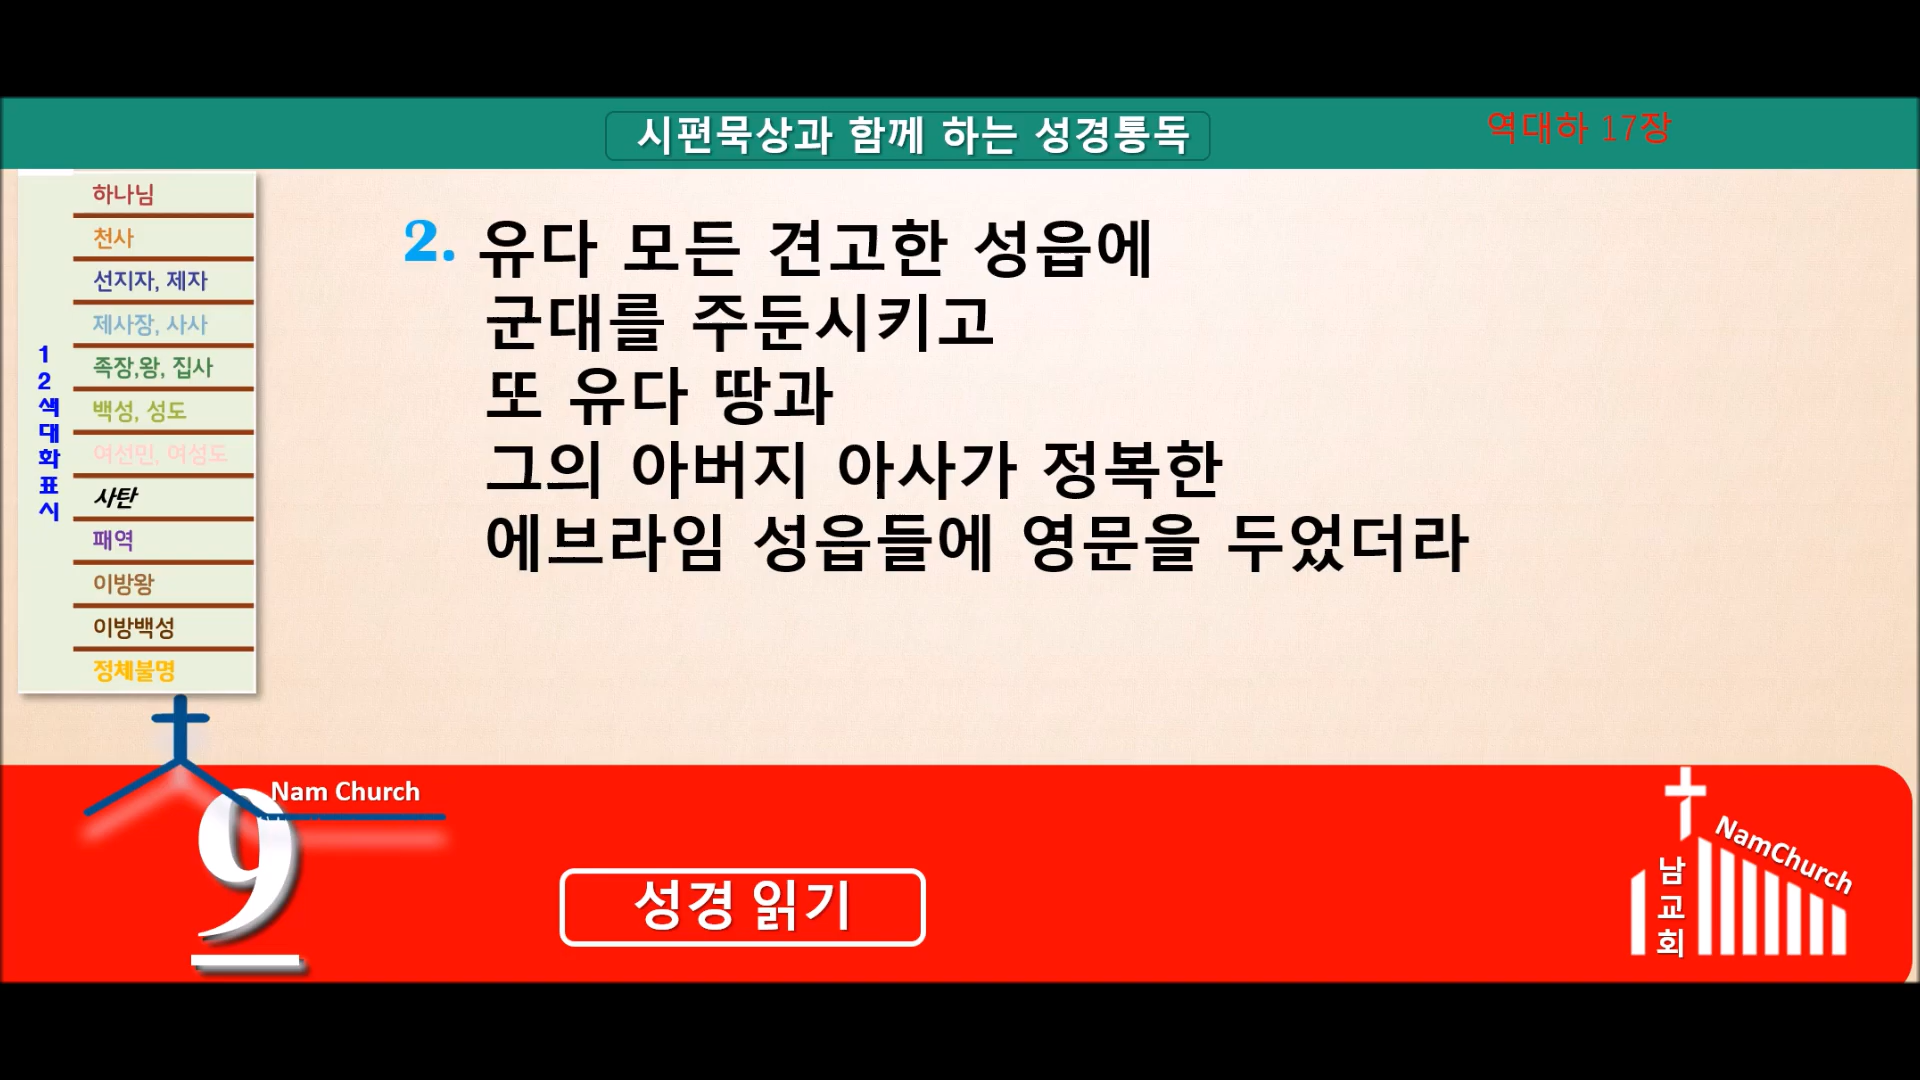 시편묵상과 함께 하는 성경통독
역대하 17장
하나님
천사
선지자, 제자
제사장, 사사
족장,왕, 집사
백성, 성도
여선민, 여성도
사탄
패역
이방왕
이방백성
정체불명
12색대화표시
2. 유다 모든 견고한 성읍에
군대를 주둔시키고
또 유다 땅과
그의 아버지 아사가 정복한
에브라임 성읍들에 영문을 두었더라
Nam Church
9
성경 읽기
NamChurch
남교회